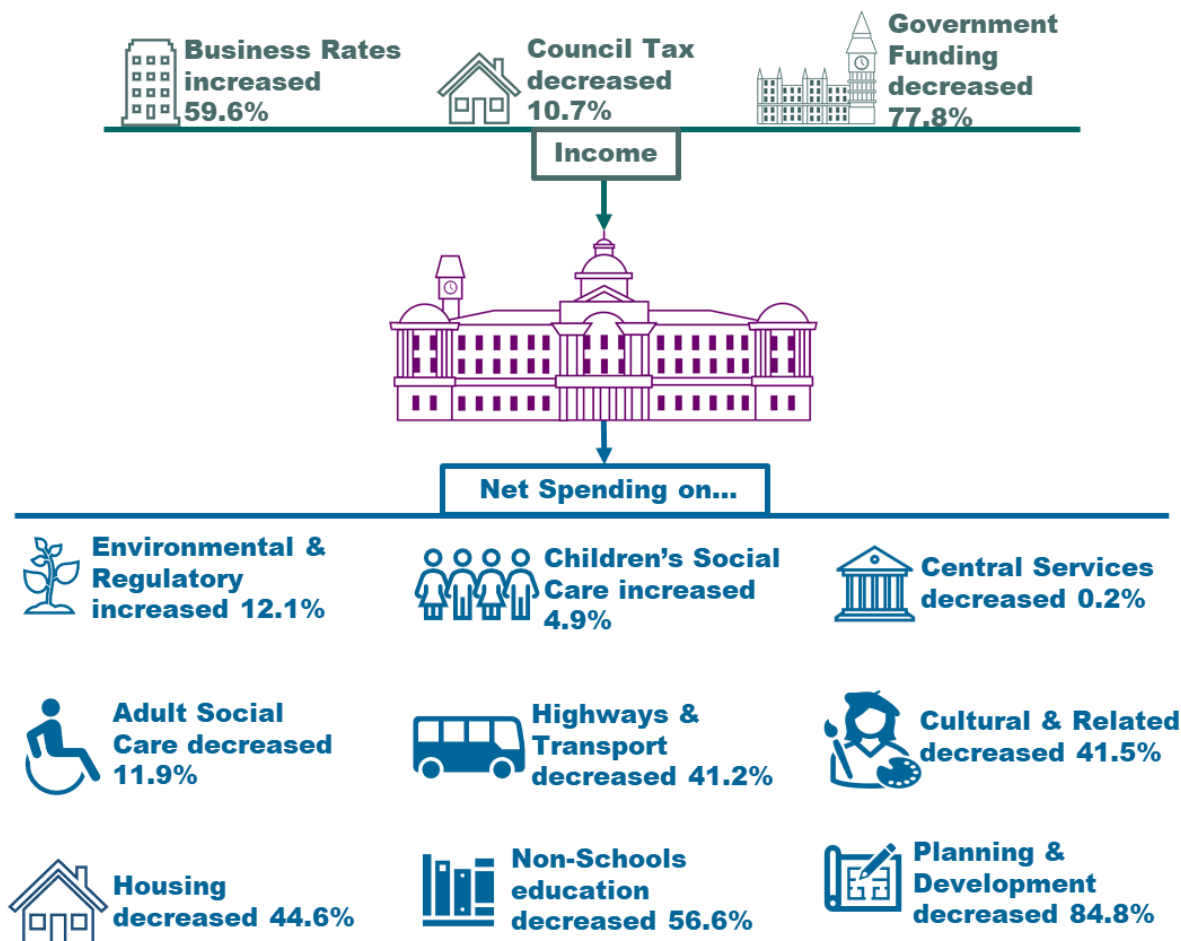 Business Rates
increased
59.6%
Council Tax
decreased
10.7%
Government
Funding
decreased
77.8%
Income
Net Spending on...
Environmental &
Regulatory
increased 12.1%
Children's Social
Care increased
4.9%
Central Services
decreased 0.2%
Adult Social
Care decreased
11.9%
Highways &
Transport
decreased 41.2%
Cultural & Related
decreased 41.5%
Housing
decreased 44.6%
Non-Schools
education
decreased 56.6%
Planning &
Development
decreased 84.8%